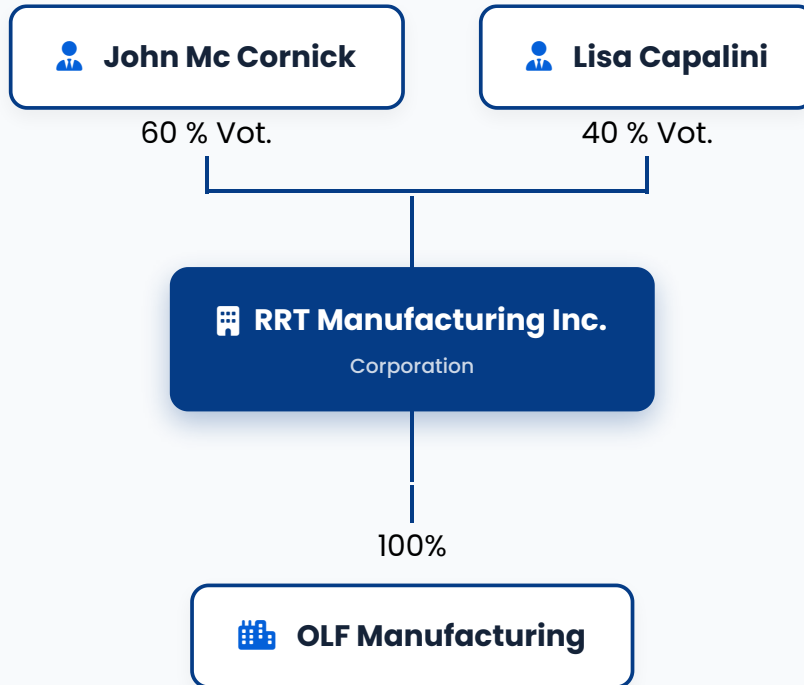 John Mc Cornick
Lisa Capalini
60 % Vot.
40 % Vot.
RRT Manufacturing Inc.
Corporation
100%
OLF Manufacturing